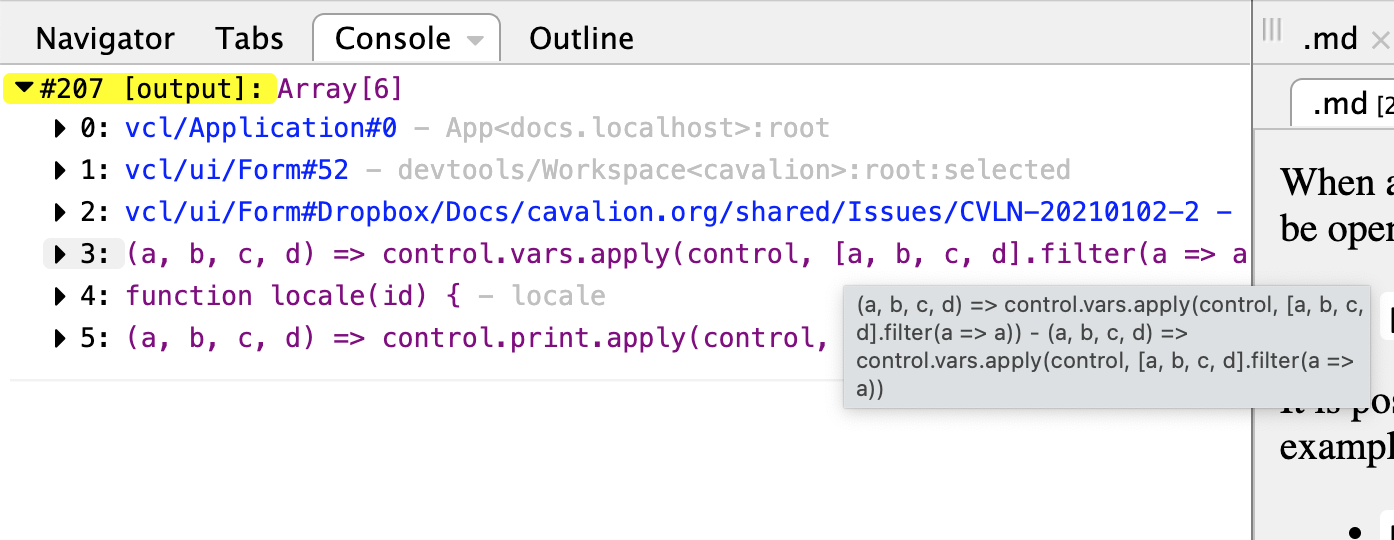 Navigator Tabs Console Outline
.md
.md [2
#207 [output]: Array[6]
0: vcl/Application#0 – App<docs.localhost>:root
1: vcl/ui/Form#52 – devtools/Workspace<cavalion>:root:selected
2: vcl/ui/Form#Dropbox/Docs/cavalion.org/shared/Issues/CVLN-20210102-2 –
3: (a, b, c, d) => control.vars.apply(control, [a, b, c, d].filter(a => a
4: function locale(id) { – locale
5: (a, b, c, d) => control.print.apply(control,
(a, b, c, d) => control.vars.apply(control, [a, b, c,
d].filter(a => a)) - (a, b, c, d) =>
control.vars.apply(control, [a, b, c, d].filter(a =>
a))
When a
be oper
It is pos
exampl